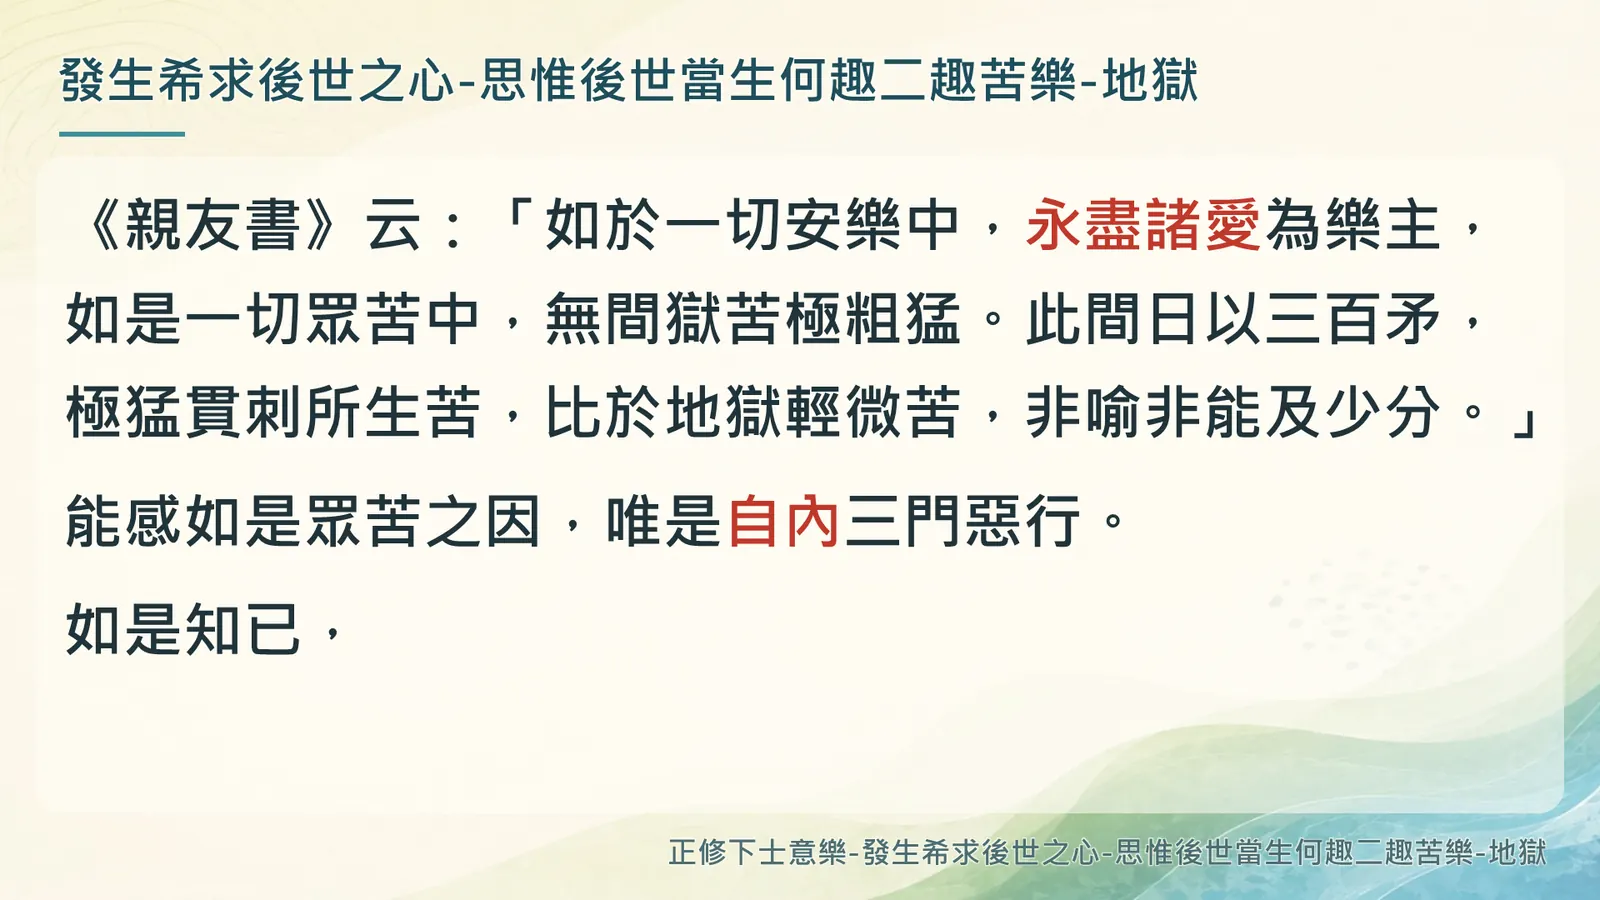 發生希求後世之心-思惟後世當生何趣二趣苦樂-地獄
《親友書》云：「如於一切安樂中，永盡諸愛為樂主，
如是一切眾苦中，無間獄苦極粗猛。此間日以三百矛，
極猛貫刺所生苦，比於地獄輕微苦，非喻非能及少分。」
能感如是眾苦之因，唯是自內三門惡行。
如是知已，
正修下士意樂-發生希求後世之心-思惟後世當生何趣二趣苦樂-地獄